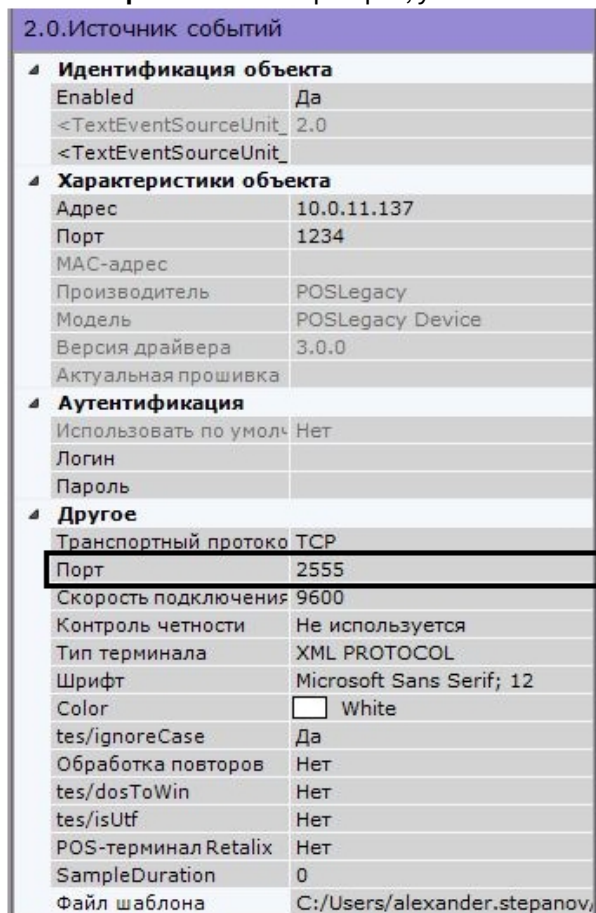 2.0.Источник событий
Идентификация объекта
Enabled Да
<TextEventSourceUnit_ 2.0
<TextEventSourceUnit_
Характеристики объекта
Адрес 10.0.11.137
Порт 1234
MAC-адрес
Производитель POSLegacy
Модель POSLegacy Device
Версия драйвера 3.0.0
Актуальная прошивка
Аутентификация
Использовать по умолч Нет
Логин
Пароль
Другое
Транспортный протоко TCP
Порт 2555
Скорость подключения 9600
Контроль четности Не используется
Тип терминала XML PROTOCOL
Шрифт Microsoft Sans Serif; 12
Color White
tes/ignoreCase Да
Обработка повторов Нет
tes/dosToWin Нет
tes/isUtf Нет
POS-терминал Retalix Нет
SampleDuration 0
Файл шаблона C:/Users/alexander.stepanov/